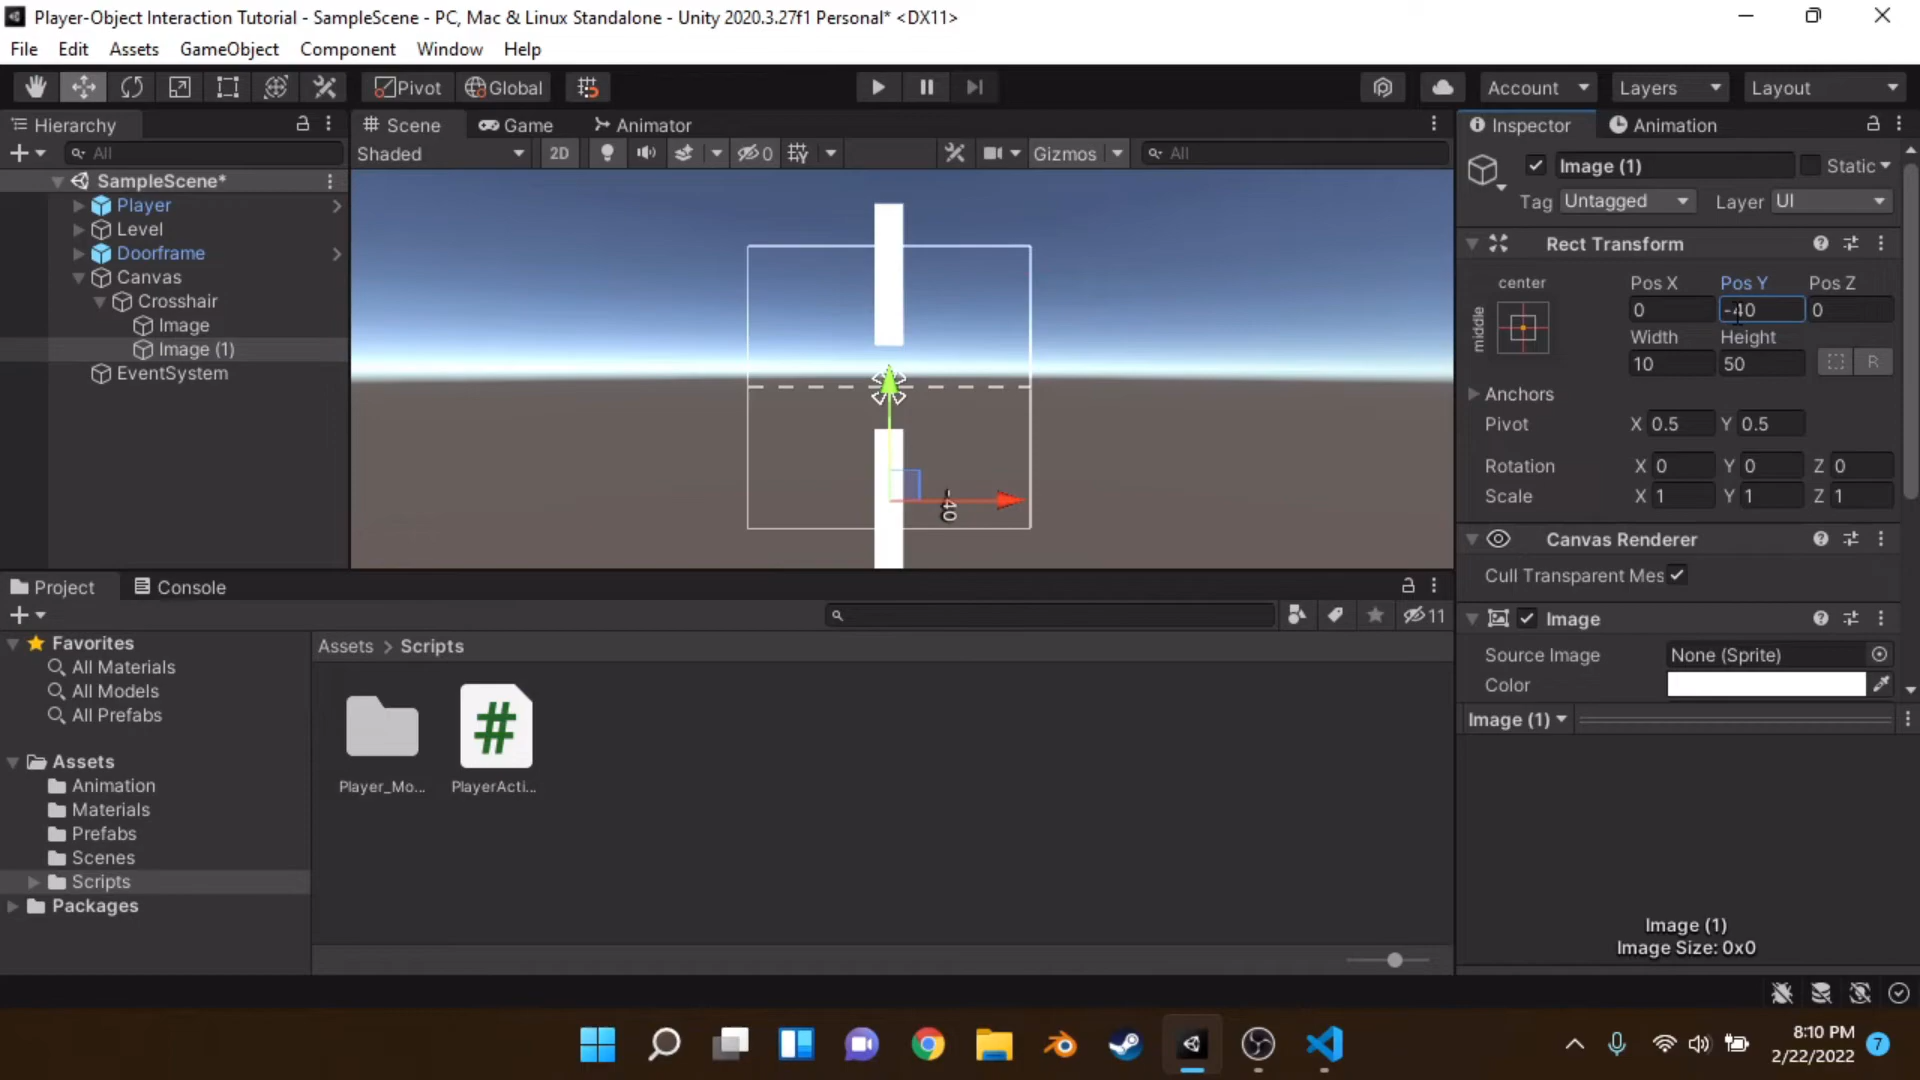 Player-Object Interaction Tutorial - SampleScene - PC, Mac & Linux Standalone - Unity 2020.3.27f1 Personal* <DX11>
File Edit Assets GameObject Component Window Help
Pivot Global Account Layers Layout
Hierarchy
All
SampleScene*
Player
Level
Doorframe
Canvas
Crosshair
Image
Image (1)
EventSystem
Scene Game Animator
Shaded 2D 0 Gizmos All
-40
Inspector Animation
Image (1) Static
Tag Untagged Layer UI
Rect Transform
center
middle
Pos X Pos Y Pos Z
0 -40 0
Width Height
10 50 R
Anchors
Pivot X 0.5 Y 0.5
Rotation X 0 Y 0 Z 0
Scale X 1 Y 1 Z 1
Canvas Renderer
Cull Transparent Mes
Image
Source Image None (Sprite)
Color
Image (1)
Image (1)
Image Size: 0x0
Project Console
11
Favorites
All Materials
All Models
All Prefabs
Assets
Animation
Materials
Prefabs
Scenes
Scripts
Packages
Assets > Scripts
#
Player_Mo... PlayerActi...
8:10 PM
2/22/2022
7